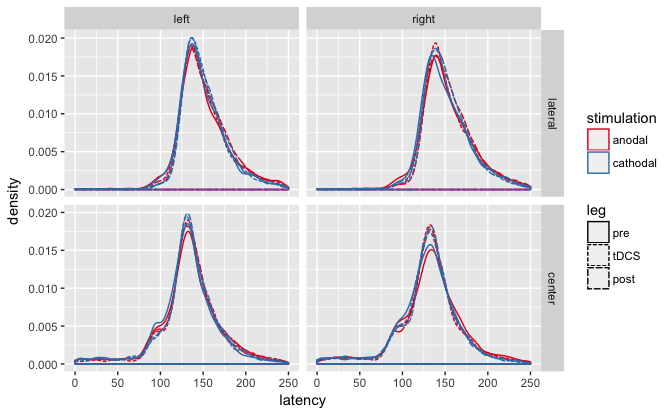 left
right
0.020
0.015
0.010
0.005
0.000
lateral
0.020
0.015
0.010
0.005
0.000
center
density
0 50 100 150 200 250
0 50 100 150 200 250
latency
stimulation
anodal
cathodal
leg
pre
tDCS
post